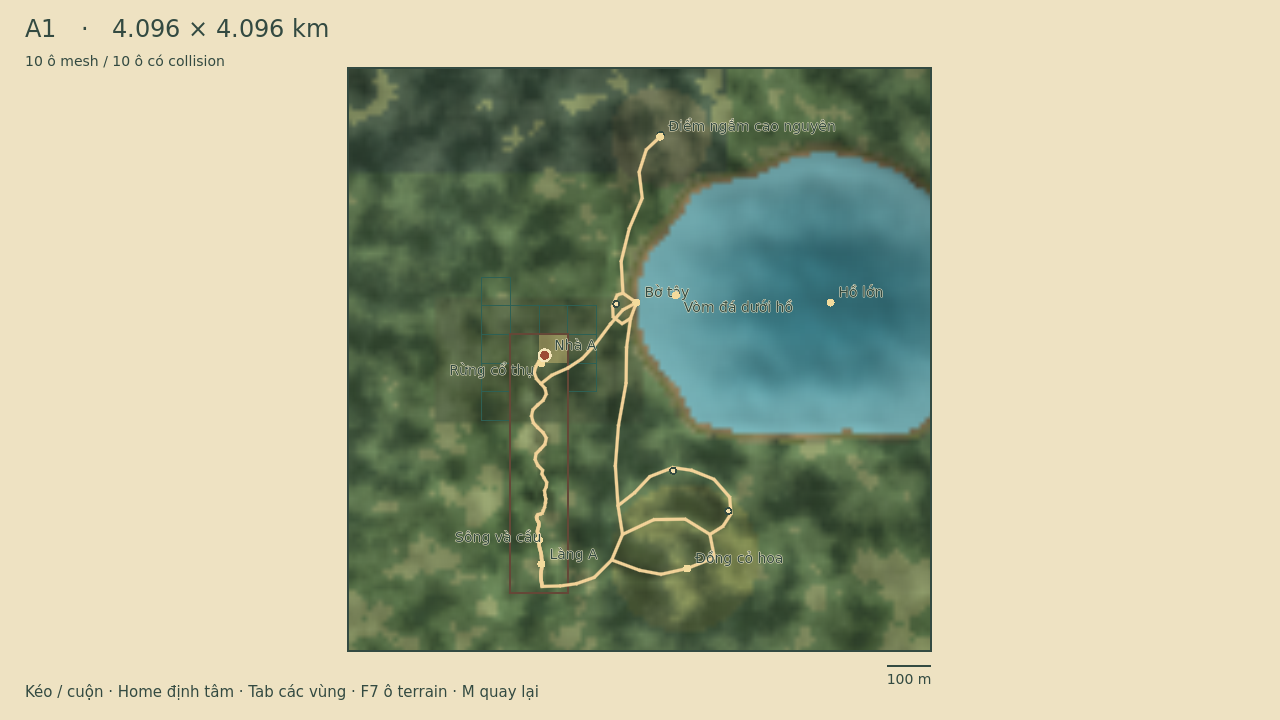 A1 · 4.096 × 4.096 km
10 ô mesh / 10 ô có collision
Điểm ngắm cao nguyên
Bờ tây
Hồ lớn
Vòm đá dưới hồ
Nhà A
Rừng cổ thụ
Sông và cầu
Làng A
Đồng cỏ hoa
100 m
Kéo / cuộn · Home định tâm · Tab các vùng · F7 ô terrain · M quay lại